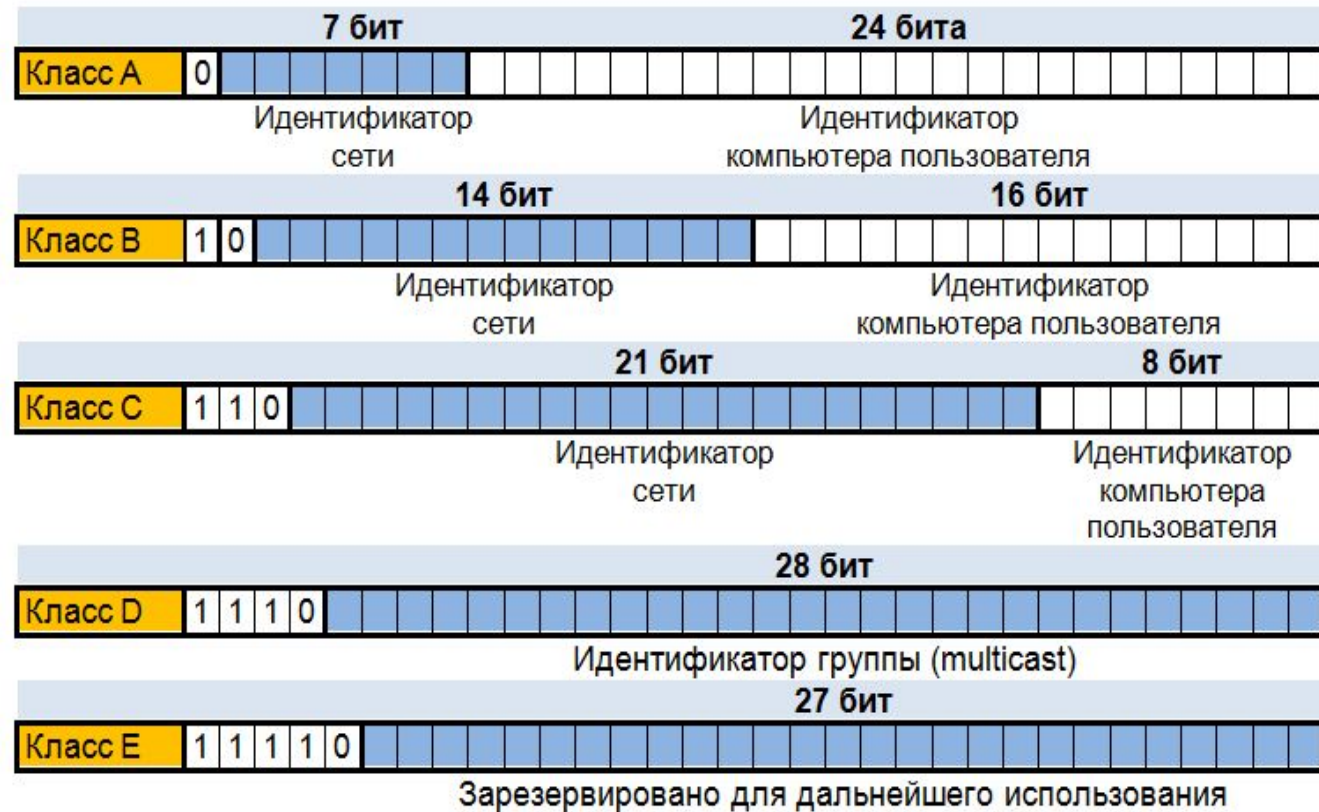 7 бит 24 бита
Класс A 0
Идентификатор Идентификатор
сети компьютера пользователя
14 бит 16 бит
Класс B 1 0
Идентификатор Идентификатор
сети компьютера пользователя
21 бит 8 бит
Класс C 1 1 0
Идентификатор Идентификатор
сети компьютера
пользователя
28 бит
Класс D 1 1 1 0
Идентификатор группы (multicast)
27 бит
Класс E 1 1 1 1 0
Зарезервировано для дальнейшего использования